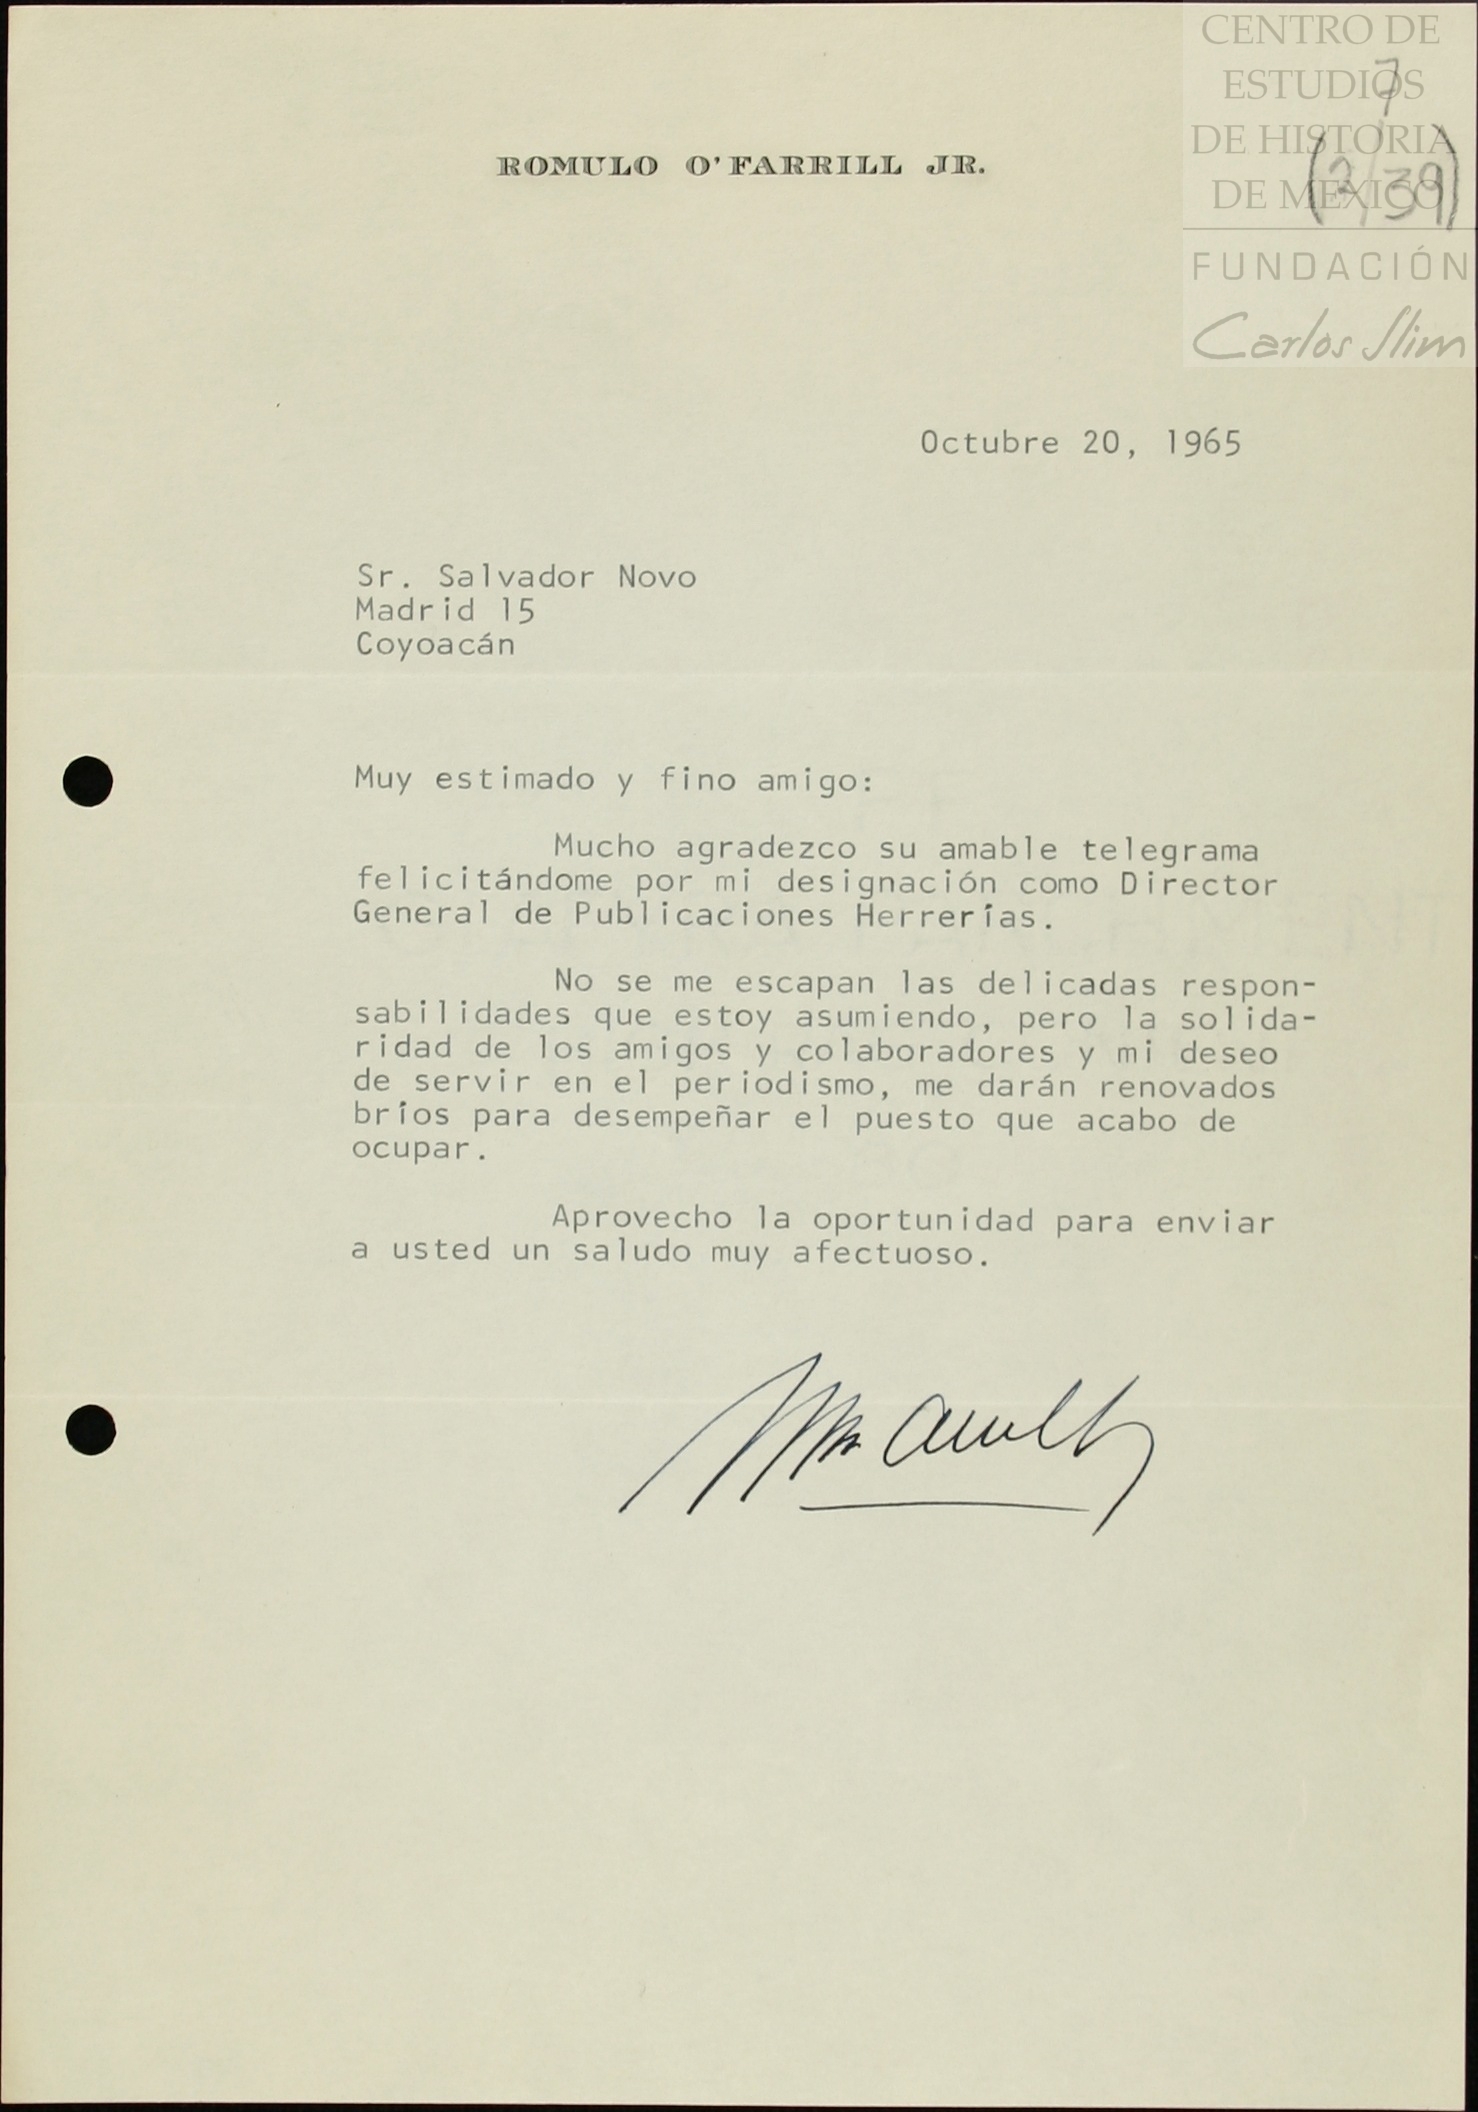 CENTRO DE
ESTUDIOS
DE HISTORIA
DE MEXICO
FUNDACIÓN
Carlos Slim
7
(2/39)
ROMULO O'FARRILL JR.
Octubre 20, 1965
Sr. Salvador Novo
Madrid 15
Coyoacán
Muy estimado y fino amigo:
Mucho agradezco su amable telegrama
felicitándome por mi designación como Director
General de Publicaciones Herrerías.
No se me escapan las delicadas respon-
sabilidades que estoy asumiendo, pero la solida-
ridad de los amigos y colaboradores y mi deseo
de servir en el periodismo, me darán renovados
bríos para desempeñar el puesto que acabo de
ocupar.
Aprovecho la oportunidad para enviar
a usted un saludo muy afectuoso.